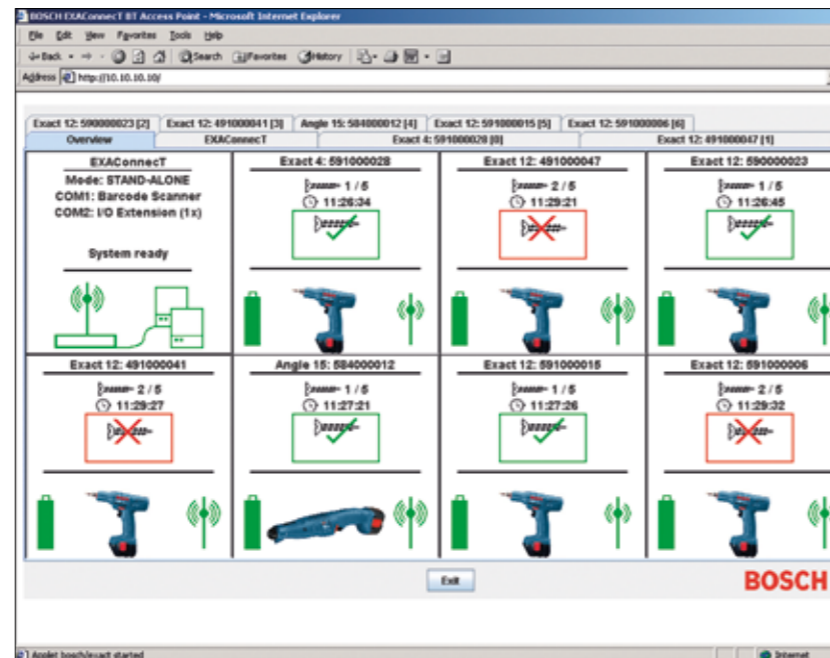 BOSCH EXAConnecT BT Access Point - Microsoft Internet Explorer
File Edit View Favorites Tools Help
Back Search Favorites History
Address http://10.10.10.10/
Exact 12: 590000023 [2] Exact 12: 491000041 [3] Angle 15: 584000012 [4] Exact 12: 591000015 [5] Exact 12: 591000006 [6]
Overview EXAConnecT Exact 4: 591000028 [0] Exact 12: 491000047 [1]
EXAConnecT
Mode: STAND-ALONE
COM1: Barcode Scanner
COM2: I/O Extension (1x)
System ready
Exact 4: 591000028
1 / 5
11:26:34
Exact 12: 491000047
2 / 5
11:29:21
Exact 12: 590000023
1 / 5
11:26:45
Exact 12: 491000041
2 / 5
11:29:27
Angle 15: 584000012
1 / 5
11:27:21
Exact 12: 591000015
1 / 5
11:27:26
Exact 12: 591000006
2 / 5
11:29:32
Exit
BOSCH
Applet bosch/exact started
Internet